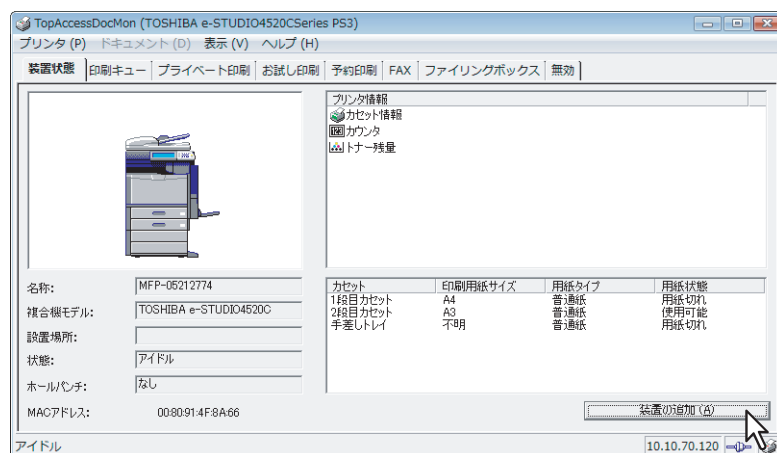 TopAccessDocMon (TOSHIBA e-STUDIO4520CSeries PS3)
プリンタ (P) ドキュメント (D) 表示 (V) ヘルプ (H)
装置状態 印刷キュー プライベート印刷 お試し印刷 予約印刷 FAX ファイリングボックス 無効
プリンタ情報
カセット情報
カウンタ
トナー残量
名称: MFP-05212774
複合機モデル: TOSHIBA e-STUDIO4520C
設置場所:
状態: アイドル
ホールパンチ: なし
MACアドレス: 00:80:91:4F:8A:66
カセット 印刷用紙サイズ 用紙タイプ 用紙状態
1段目カセット A4 普通紙 用紙切れ
2段目カセット A3 普通紙 使用可能
手差しトレイ 不明 普通紙 用紙切れ
装置の追加 (A)
アイドル 10.10.70.120